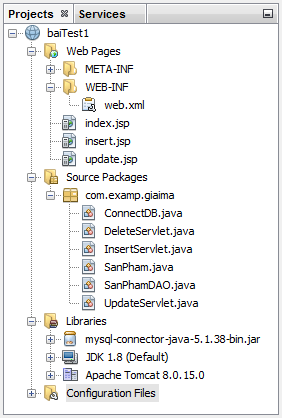 Projects Services
baiTest1
Web Pages
META-INF
WEB-INF
web.xml
index.jsp
insert.jsp
update.jsp
Source Packages
com.examp.giaima
ConnectDB.java
DeleteServlet.java
InsertServlet.java
SanPham.java
SanPhamDAO.java
UpdateServlet.java
Libraries
mysql-connector-java-5.1.38-bin.jar
JDK 1.8 (Default)
Apache Tomcat 8.0.15.0
Configuration Files